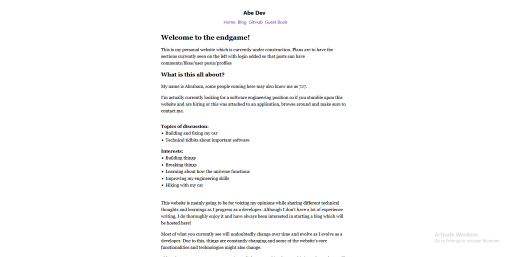 Abe Dev
Home Blog GitHub Guest Book
Welcome to the endgame!
This is my personal website which is currently under construction. Plans are to have the
sections currently seen on the left with login added so that posts can have
comments/likes/user posts/profiles
What is this all about?
My name is Abraham, some people coming here may also know me as
I'm actually currently looking for a software engineering position so if you stumble upon this
website and are hiring or this was attached to an application, browse around and make sure to
contact me.
Topics of discussion:
• Building and fixing my car
• Technical tidbits about important software
Interests:
• Building things
• Breaking things
• Learning about how the universe functions
• Improving my engineering skills
• Hiking with my cat
This website is mainly going to be for voicing my opinions while sharing different technical
thoughts and learnings as I progress as a developer. Although I don't have a lot of experience
writing, I do thoroughly enjoy it and have always been interested in starting a blog which will
be hosted here!
Most of what you currently see will undoubtedly change over time and evolve as I evolve as a
developer. Due to this, things are constantly changing and some of the website's core
functionalities and technologies might also change.
Activate Windows
Go to Settings to activate Windows.